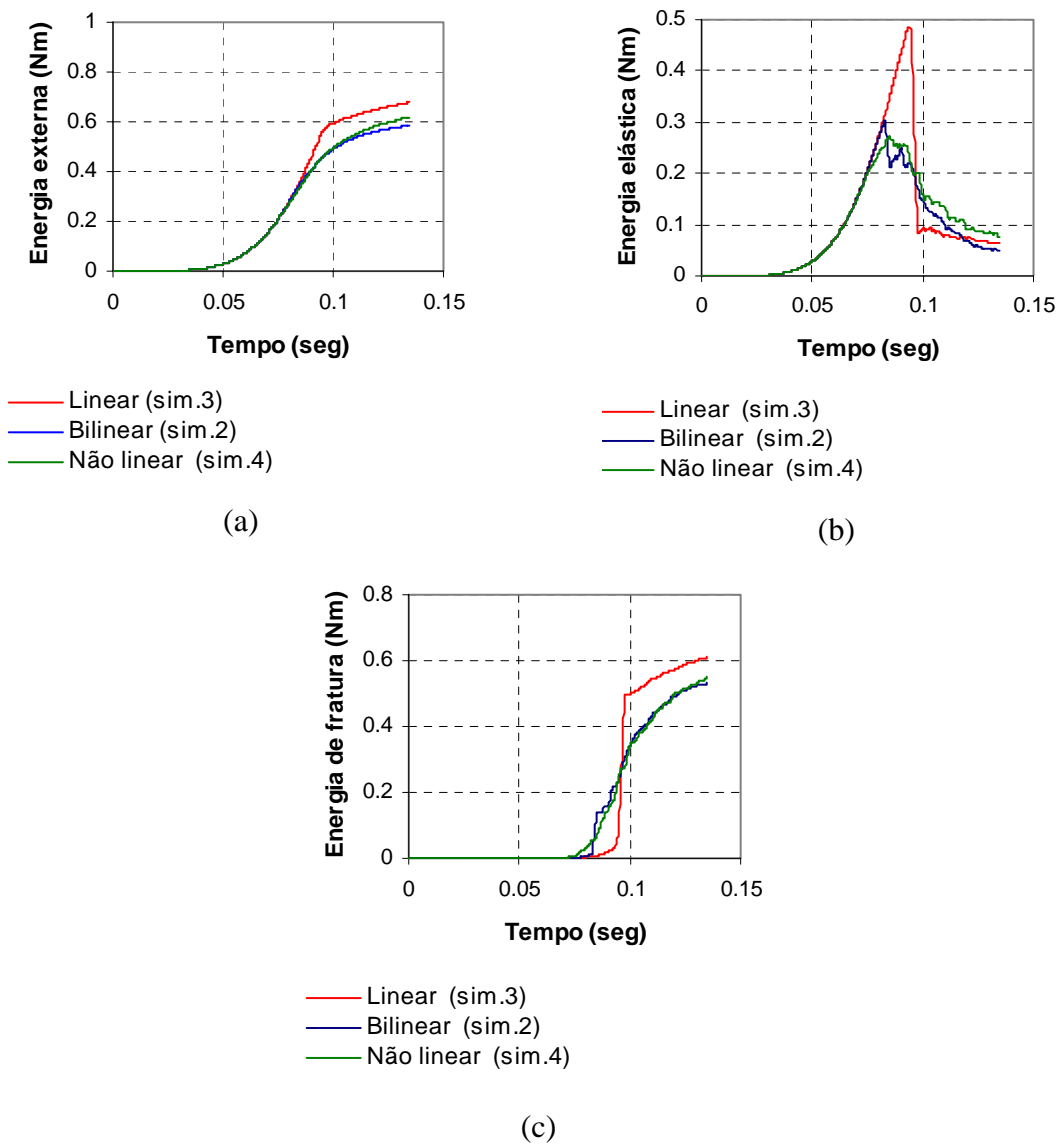 Energia externa (Nm)
1
0.8
0.6
0.4
0.2
0
0
0.05
0.1
0.15
Tempo (seg)
Linear (sim.3)
Bilinear (sim.2)
Não linear (sim.4)
(a)
Energia elástica (Nm)
0.5
0.4
0.3
0.2
0.1
0
0
0.05
0.1
0.15
Tempo (seg)
Linear (sim.3)
Bilinear (sim.2)
Não linear (sim.4)
(b)
Energia de fratura (Nm)
0.8
0.6
0.4
0.2
0
0
0.05
0.1
0.15
Tempo (seg)
Linear (sim.3)
Bilinear (sim.2)
Não linear (sim.4)
(c)